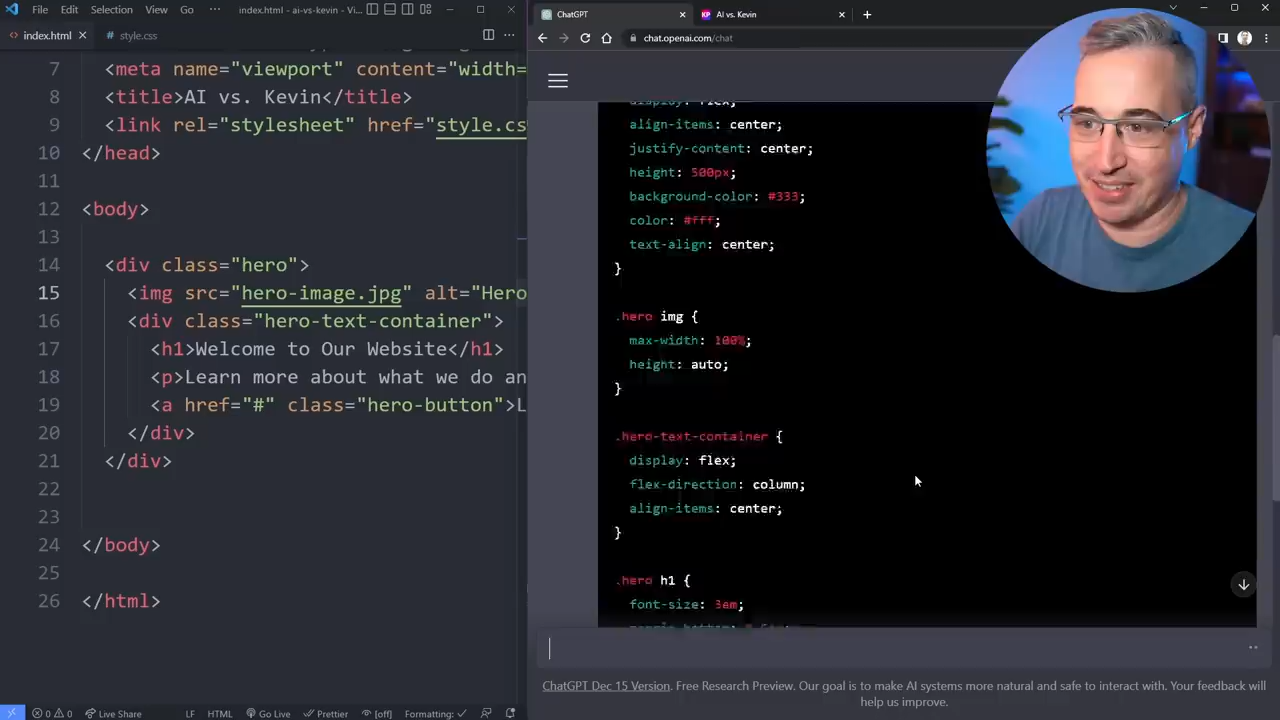 File Edit Selection View Go ··· index.html - ai-vs-kevin - Vi...
index.html
style.css
7 <meta name="viewport" content="width=
8 <title>AI vs. Kevin</title>
9 <link rel="stylesheet" href="style.cs
10 </head>
11
12 <body>
13
14 <div class="hero">
15 <img src="hero-image.jpg" alt="Hero
16 <div class="hero-text-container">
17 <h1>Welcome to Our Website</h1>
18 <p>Learn more about what we do an
19 <a href="#" class="hero-button">L
20 </div>
21 </div>
22
23
24 </body>
25
26 </html>
0 0 Live Share LF HTML Go Live Prettier [off] Formatting:
ChatGPT
KP AI vs. Kevin
chat.openai.com/chat
display: flex;
align-items: center;
justify-content: center;
height: 500px;
background-color: #333;
color: #fff;
text-align: center;
}
.hero img {
max-width: 100%;
height: auto;
}
.hero-text-container {
display: flex;
flex-direction: column;
align-items: center;
}
.hero h1 {
font-size: 3em;
ChatGPT Dec 15 Version. Free Research Preview. Our goal is to make AI systems more natural and safe to interact with. Your feedback will
help us improve.